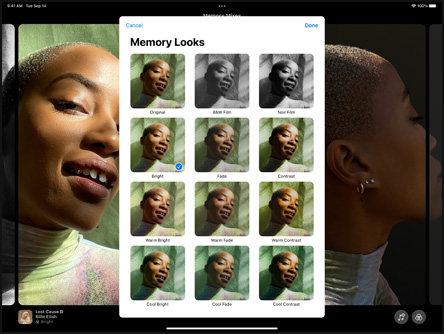 9:41 AM Tue Sep 14
100%
Memory Mixes
Cancel
Done
Memory Looks
Original
B&W Film
Noir Film
Bright
Fade
Contrast
Warm Bright
Warm Fade
Warm Contrast
Cool Bright
Cool Fade
Cool Contrast
Lost Cause E
Billie Eilish
Bright